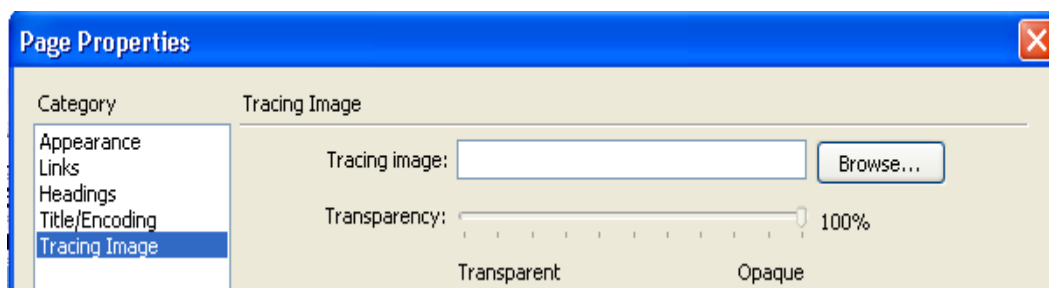 Page Properties
Category
Tracing Image
Appearance
Links
Headings
Title/Encoding
Tracing Image
Tracing image:
Browse...
Transparency:
100%
Transparent
Opaque